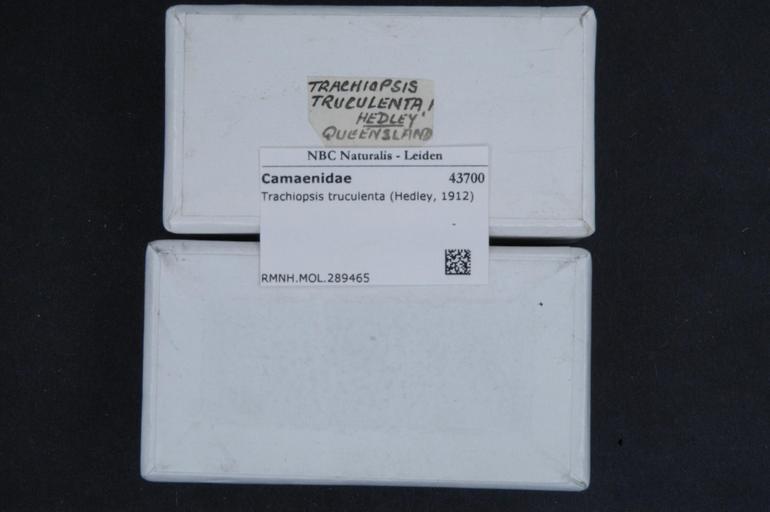 TRACHIOPSIS
TRUCULENTA,
HEDLEY
QUEENSLAND
NBC Naturalis - Leiden
Camaenidae 43700
Trachiopsis truculenta (Hedley, 1912)
RMNH.MOL.289465